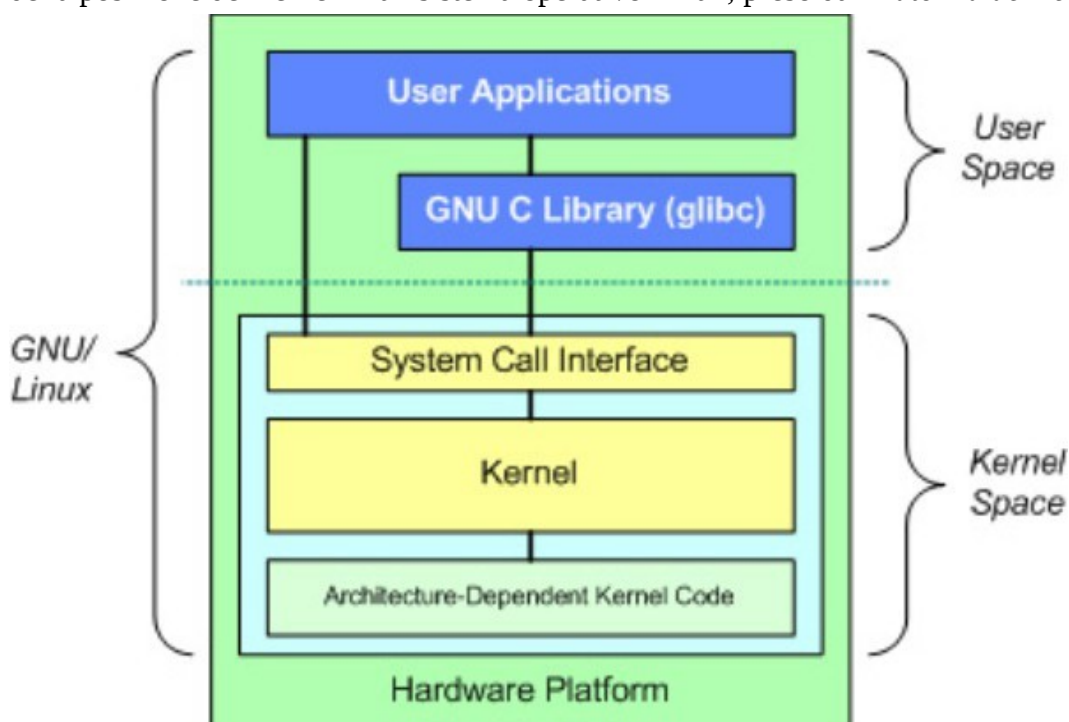 User Applications
User
Space
GNU C Library (glibc)
GNU/
Linux
System Call Interface
Kernel
Kernel
Space
Architecture-Dependent Kernel Code
Hardware Platform